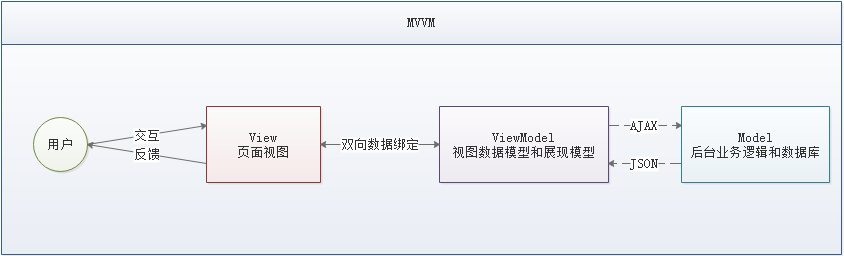 MVVM
用户
交互
反馈
View
页面视图
双向数据绑定
ViewModel
视图数据模型和展现模型
AJAX
JSON
Model
后台业务逻辑和数据库